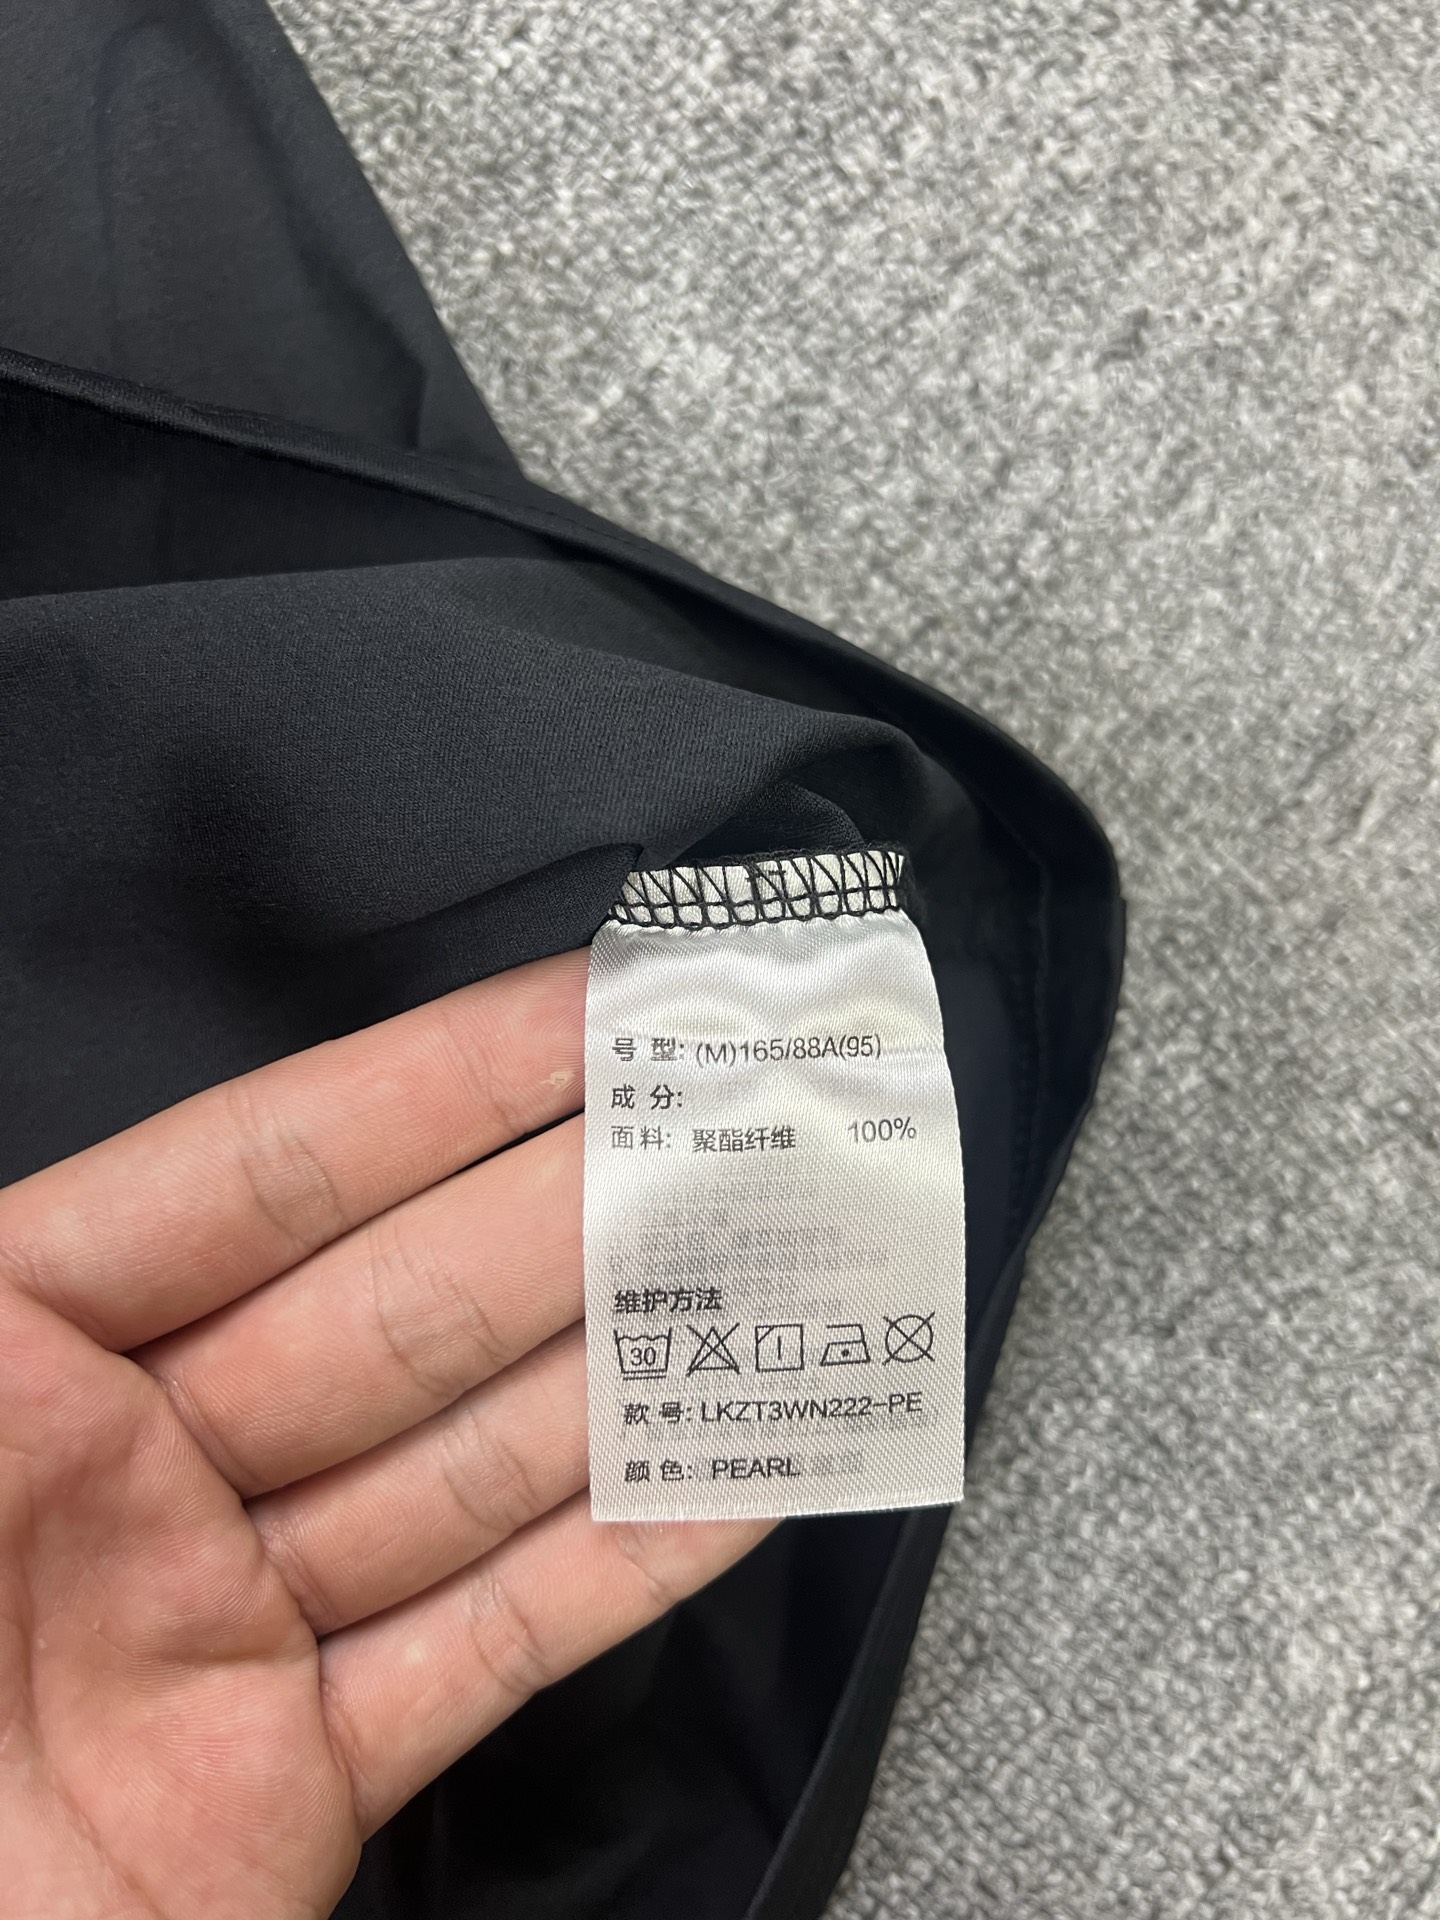 号 型: (M)165/88A(95)
成 分:
面料: 聚酯纤维 100%
维护方法
30
款 号: LKZT3WN222-PE
颜 色: PEARL